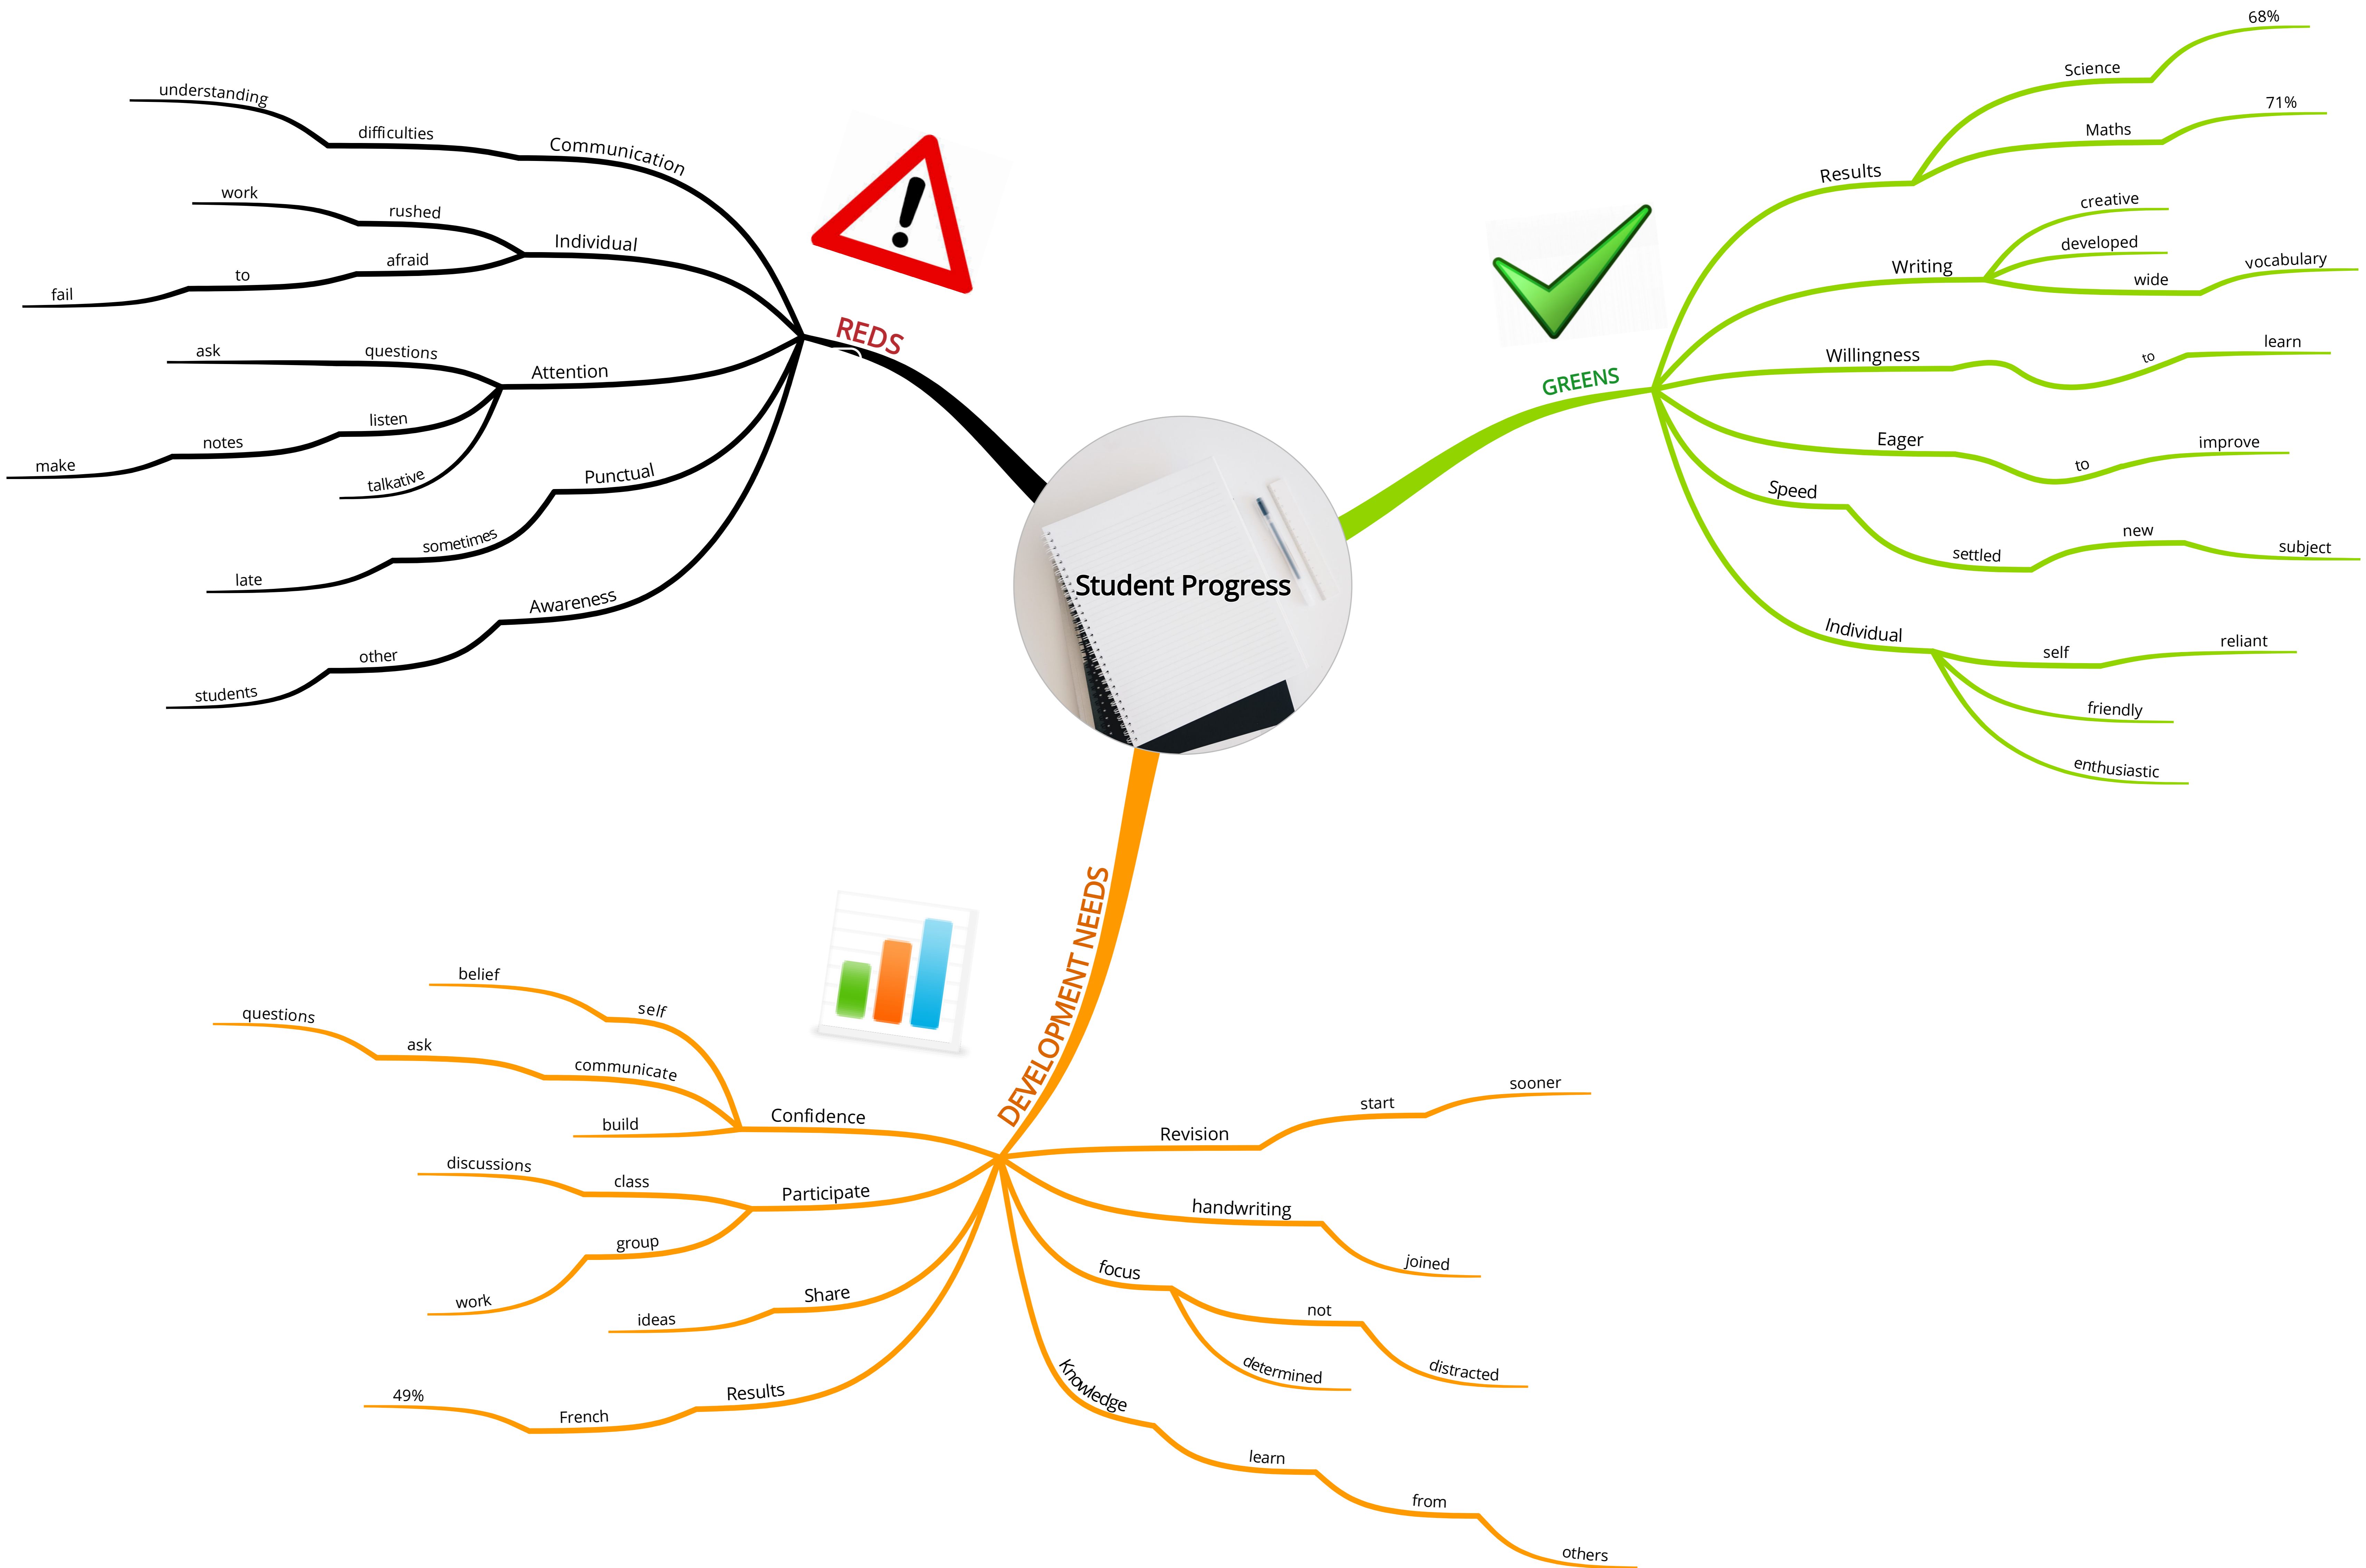 Student Progress
GREENS
Results
Science
68%
Maths
71%
Writing
creative
developed
wide
vocabulary
Willingness
to
learn
Eager
to
improve
Speed
settled
new
subject
Individual
self
reliant
friendly
enthusiastic
DEVELOPMENT NEEDS
Revision
start
sooner
handwriting
joined
focus
not
distracted
determined
Knowledge
learn
from
others
Results
French
49%
Share
ideas
Participate
class
discussions
group
work
Confidence
self
belief
communicate
ask
questions
build
REDS
Communication
difficulties
understanding
Individual
rushed
work
afraid
to
fail
Attention
questions
ask
listen
notes
make
talkative
Punctual
sometimes
late
Awareness
other
students